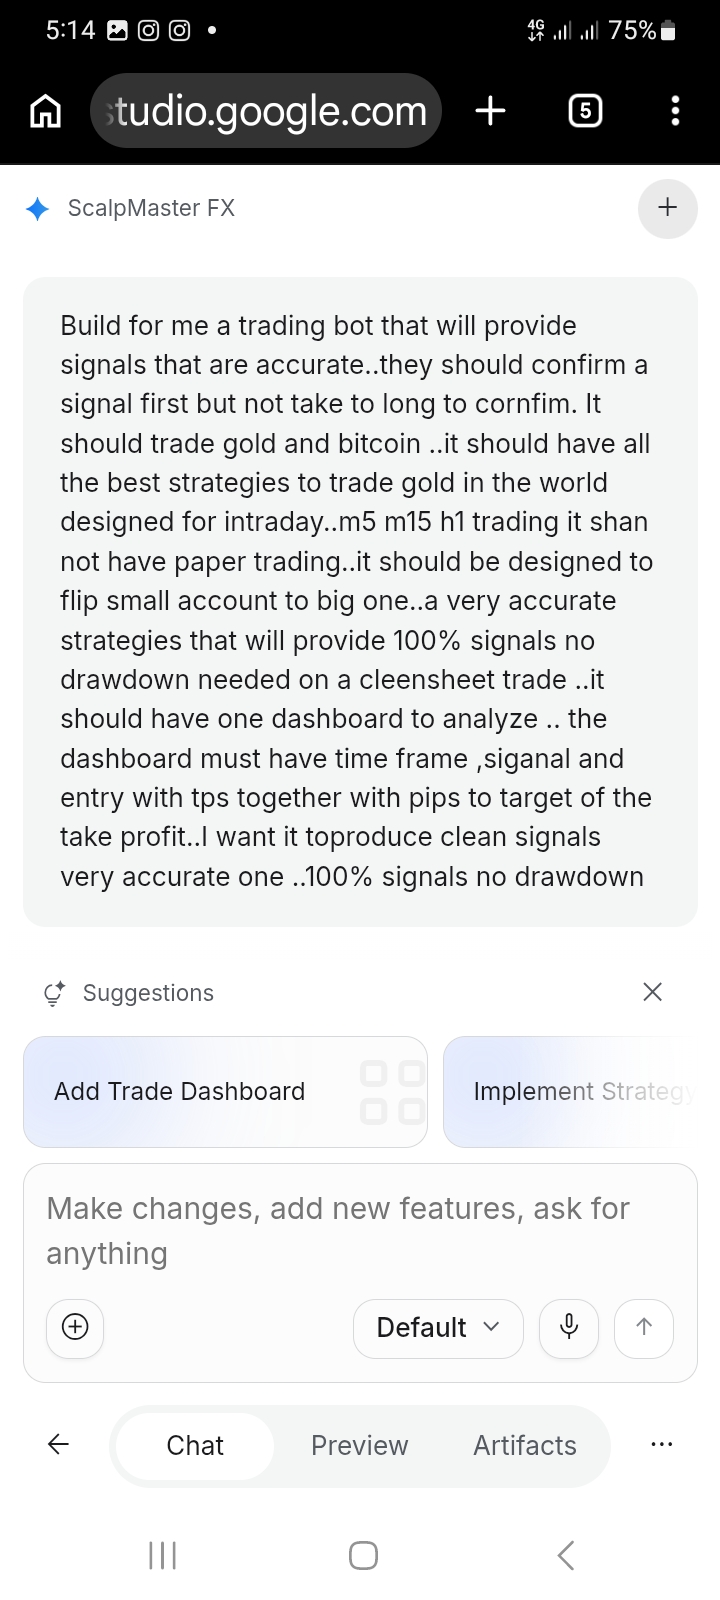 5:14
4G
75%
studio.google.com
5
ScalpMaster FX
Build for me a trading bot that will provide
signals that are accurate..they should confirm a
signal first but not take to long to cornfim. It
should trade gold and bitcoin ..it should have all
the best strategies to trade gold in the world
designed for intraday..m5 m15 h1 trading it shan
not have paper trading..it should be designed to
flip small account to big one..a very accurate
strategies that will provide 100% signals no
drawdown needed on a cleensheet trade ..it
should have one dashboard to analyze .. the
dashboard must have time frame ,siganal and
entry with tps together with pips to target of the
take profit..I want it toproduce clean signals
very accurate one ..100% signals no drawdown
Suggestions
Add Trade Dashboard
Implement Strategy
Make changes, add new features, ask for
anything
Default
Chat
Preview
Artifacts